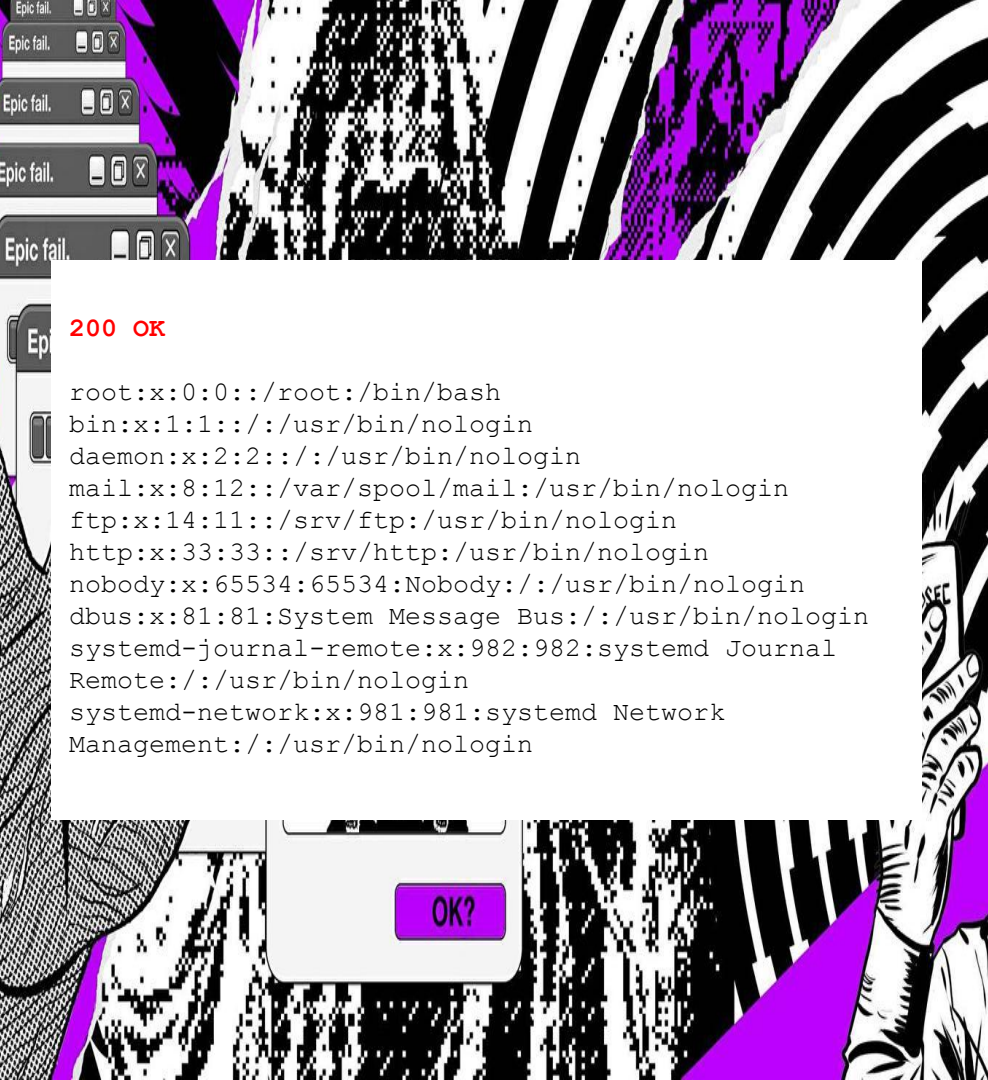 Epic fail.
Epic fail.
Epic fail.
Epic fail.
Epic fail.
200 OK
root:x:0:0::/root:/bin/bash
bin:x:1:1::/:/usr/bin/nologin
daemon:x:2:2::/:/usr/bin/nologin
mail:x:8:12::/var/spool/mail:/usr/bin/nologin
ftp:x:14:11::/srv/ftp:/usr/bin/nologin
http:x:33:33::/srv/http:/usr/bin/nologin
nobody:x:65534:65534:Nobody:/:/usr/bin/nologin
dbus:x:81:81:System Message Bus:/:/usr/bin/nologin
systemd-journal-remote:x:982:982:systemd Journal
Remote:/:/usr/bin/nologin
systemd-network:x:981:981:systemd Network
Management:/:/usr/bin/nologin
OK?